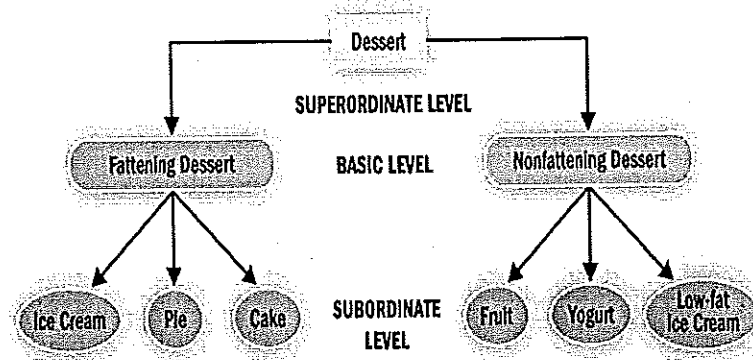 Dessert
SUPERORDINATE LEVEL
Fattening Dessert
BASIC LEVEL
Nonfattening Dessert
Ice Cream
Pie
Cake
SUBORDINATE
LEVEL
Fruit
Yogurt
Low-fat
Ice Cream